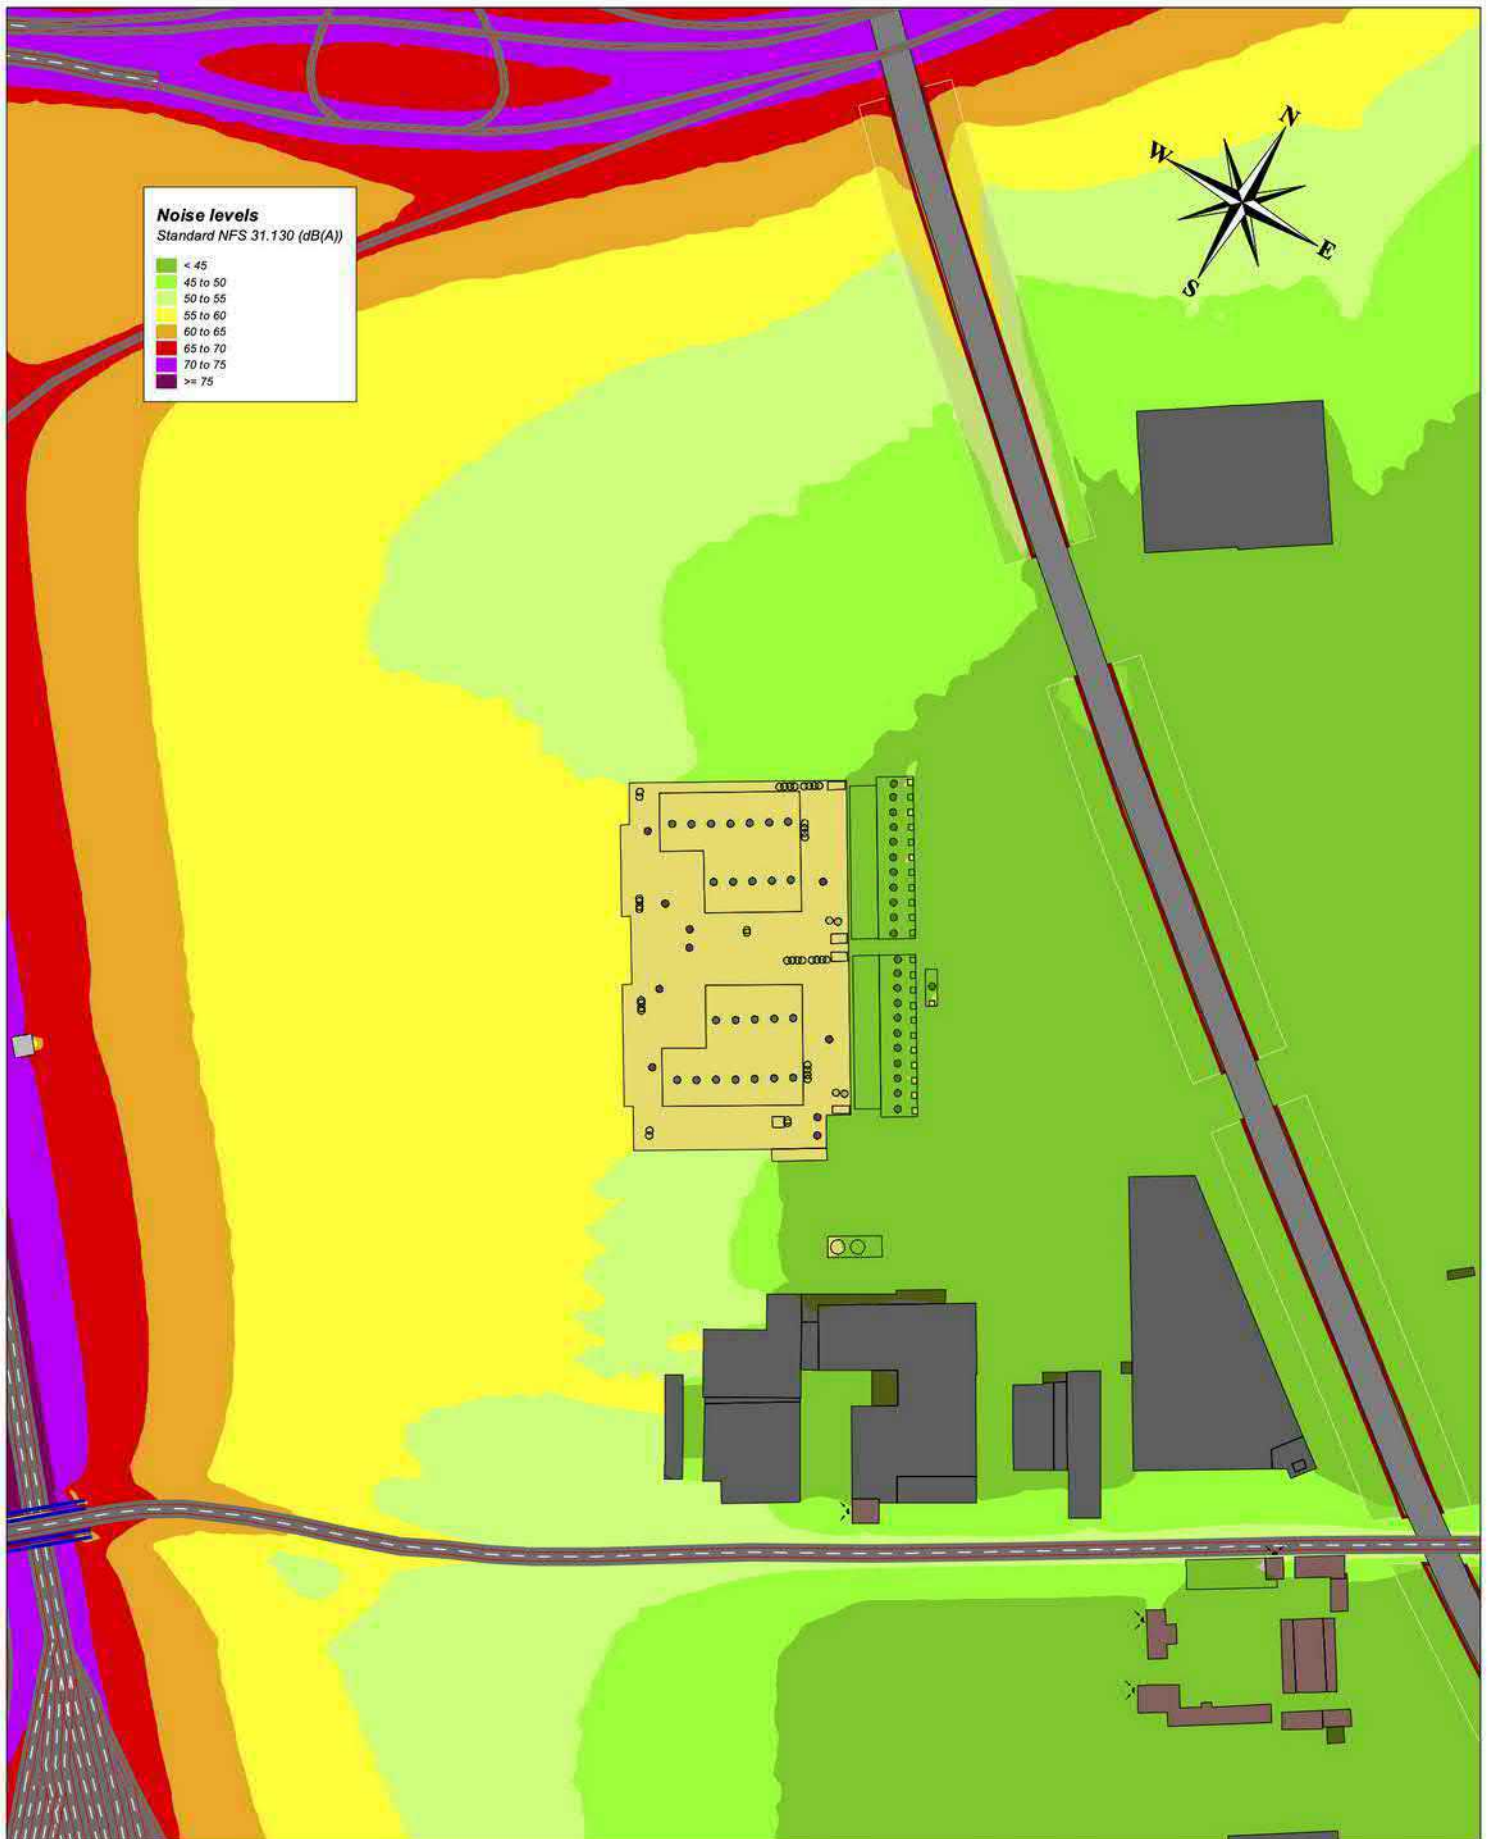 Noise levels
Standard NFS 31.130 (dB(A))
< 45
45 to 50
50 to 55
55 to 60
60 to 65
65 to 70
70 to 75
>= 75
N
W
E
S